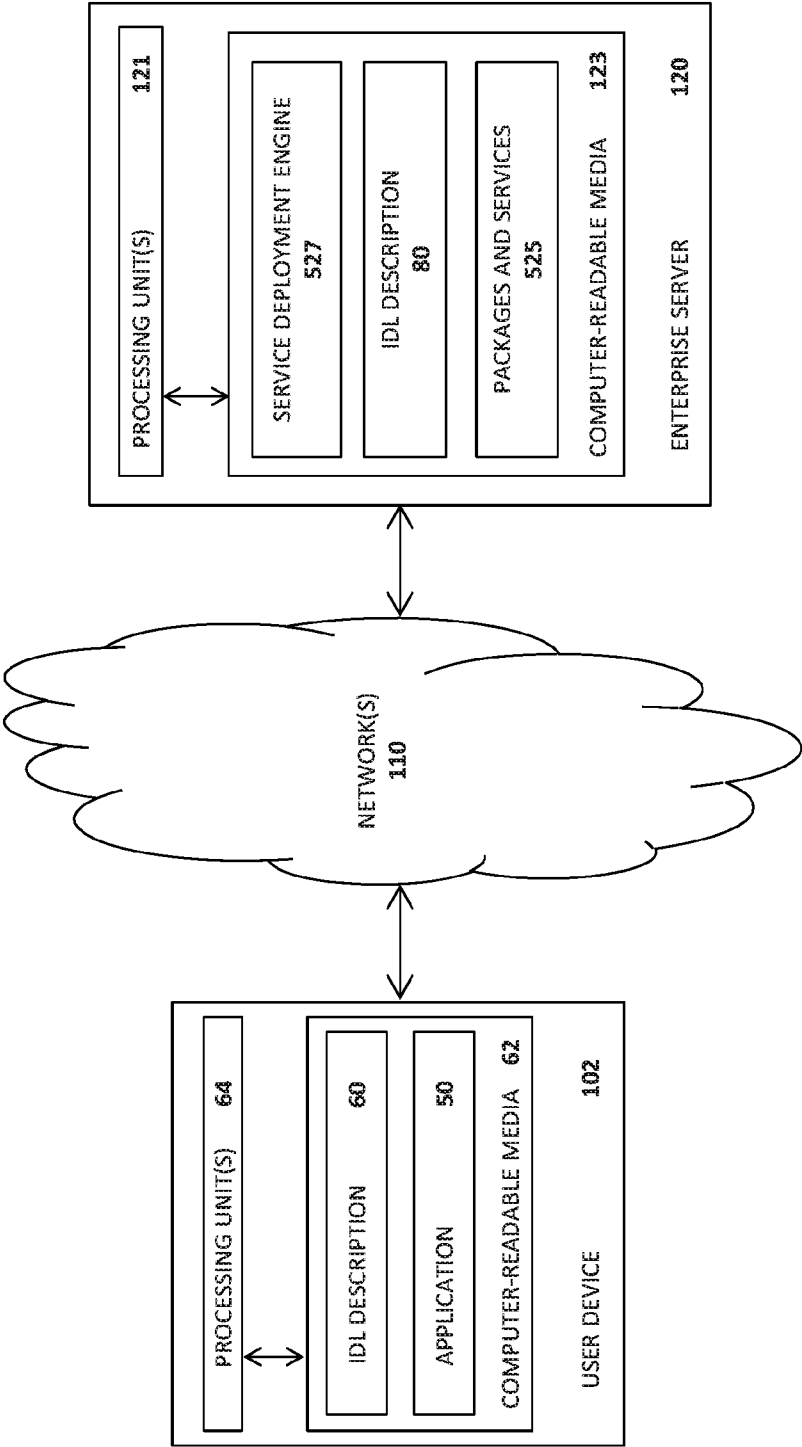 PROCESSING UNIT(S) 64
IDL DESCRIPTION 60
APPLICATION 50
COMPUTER-READABLE MEDIA 62
USER DEVICE 102
NETWORK(S)
110
PROCESSING UNIT(S) 121
SERVICE DEPLOYMENT ENGINE
527
IDL DESCRIPTION
80
PACKAGES AND SERVICES
525
COMPUTER-READABLE MEDIA 123
ENTERPRISE SERVER 120